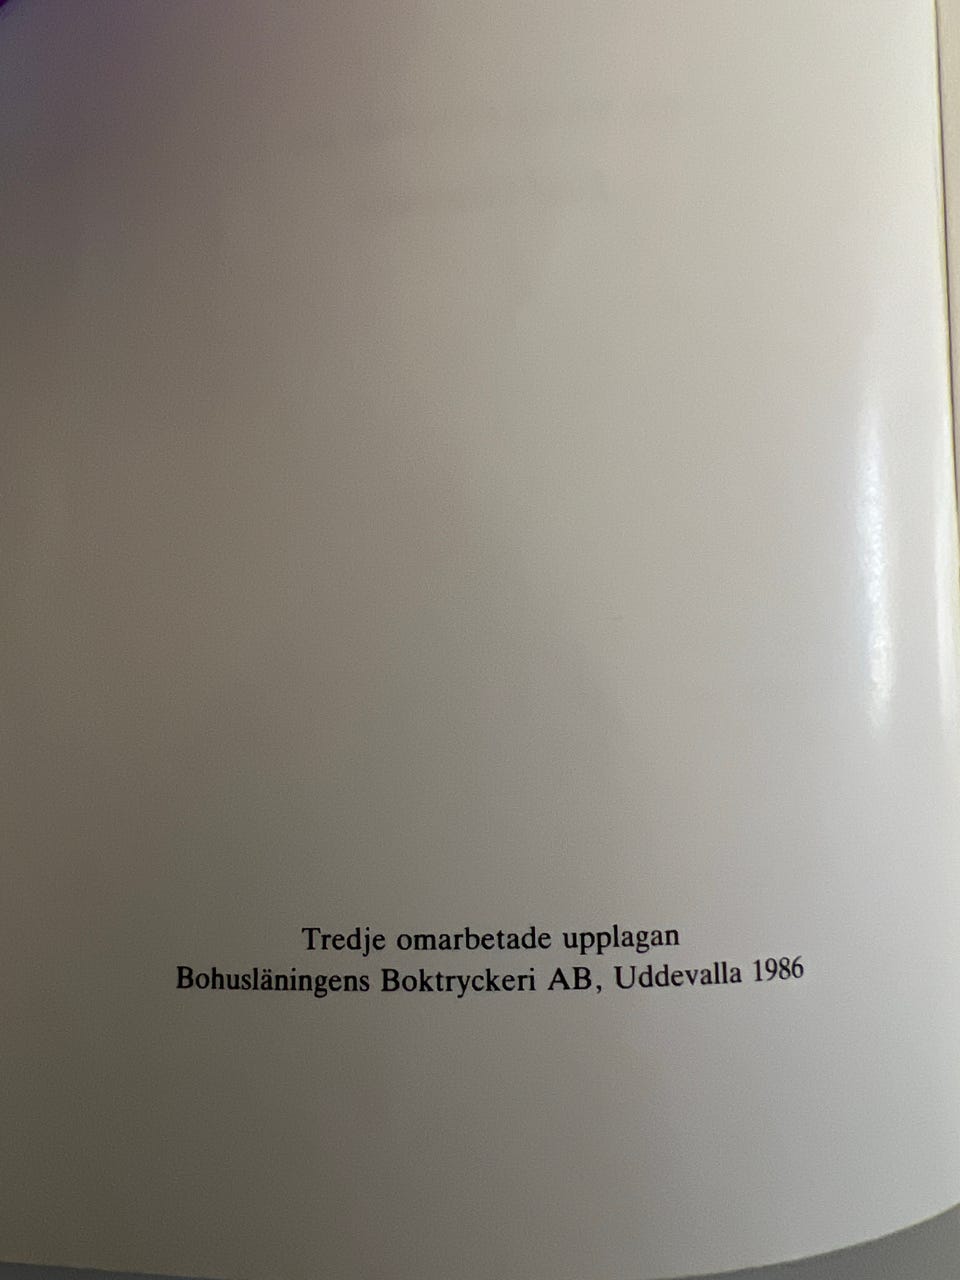 Tredje omarbetade upplagan
Bohusläningens Boktryckeri AB, Uddevalla 1986